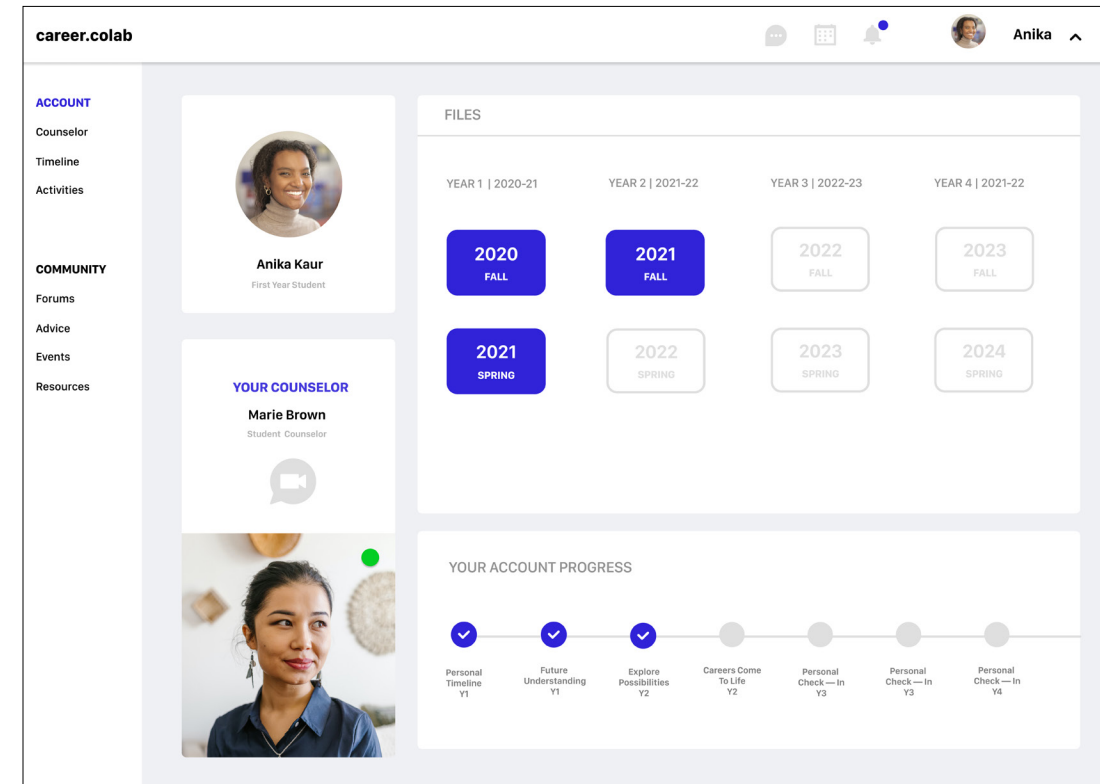 career.colab
Anika
ACCOUNT
Counselor
Timeline
Activities
COMMUNITY
Forums
Advice
Events
Resources
Anika Kaur
First Year Student
YOUR COUNSELOR
Marie Brown
Student Counselor
FILES
YEAR 1 | 2020-21
YEAR 2 | 2021-22
YEAR 3 | 2022-23
YEAR 4 | 2021-22
2020
FALL
2021
FALL
2022
FALL
2023
FALL
2021
SPRING
2022
SPRING
2023
SPRING
2024
SPRING
YOUR ACCOUNT PROGRESS
Personal
Timeline
Y1
Future
Understanding
Y1
Explore
Possibilities
Y2
Careers Come
To Life
Y2
Personal
Check — In
Y3
Personal
Check — In
Y3
Personal
Check — In
Y4